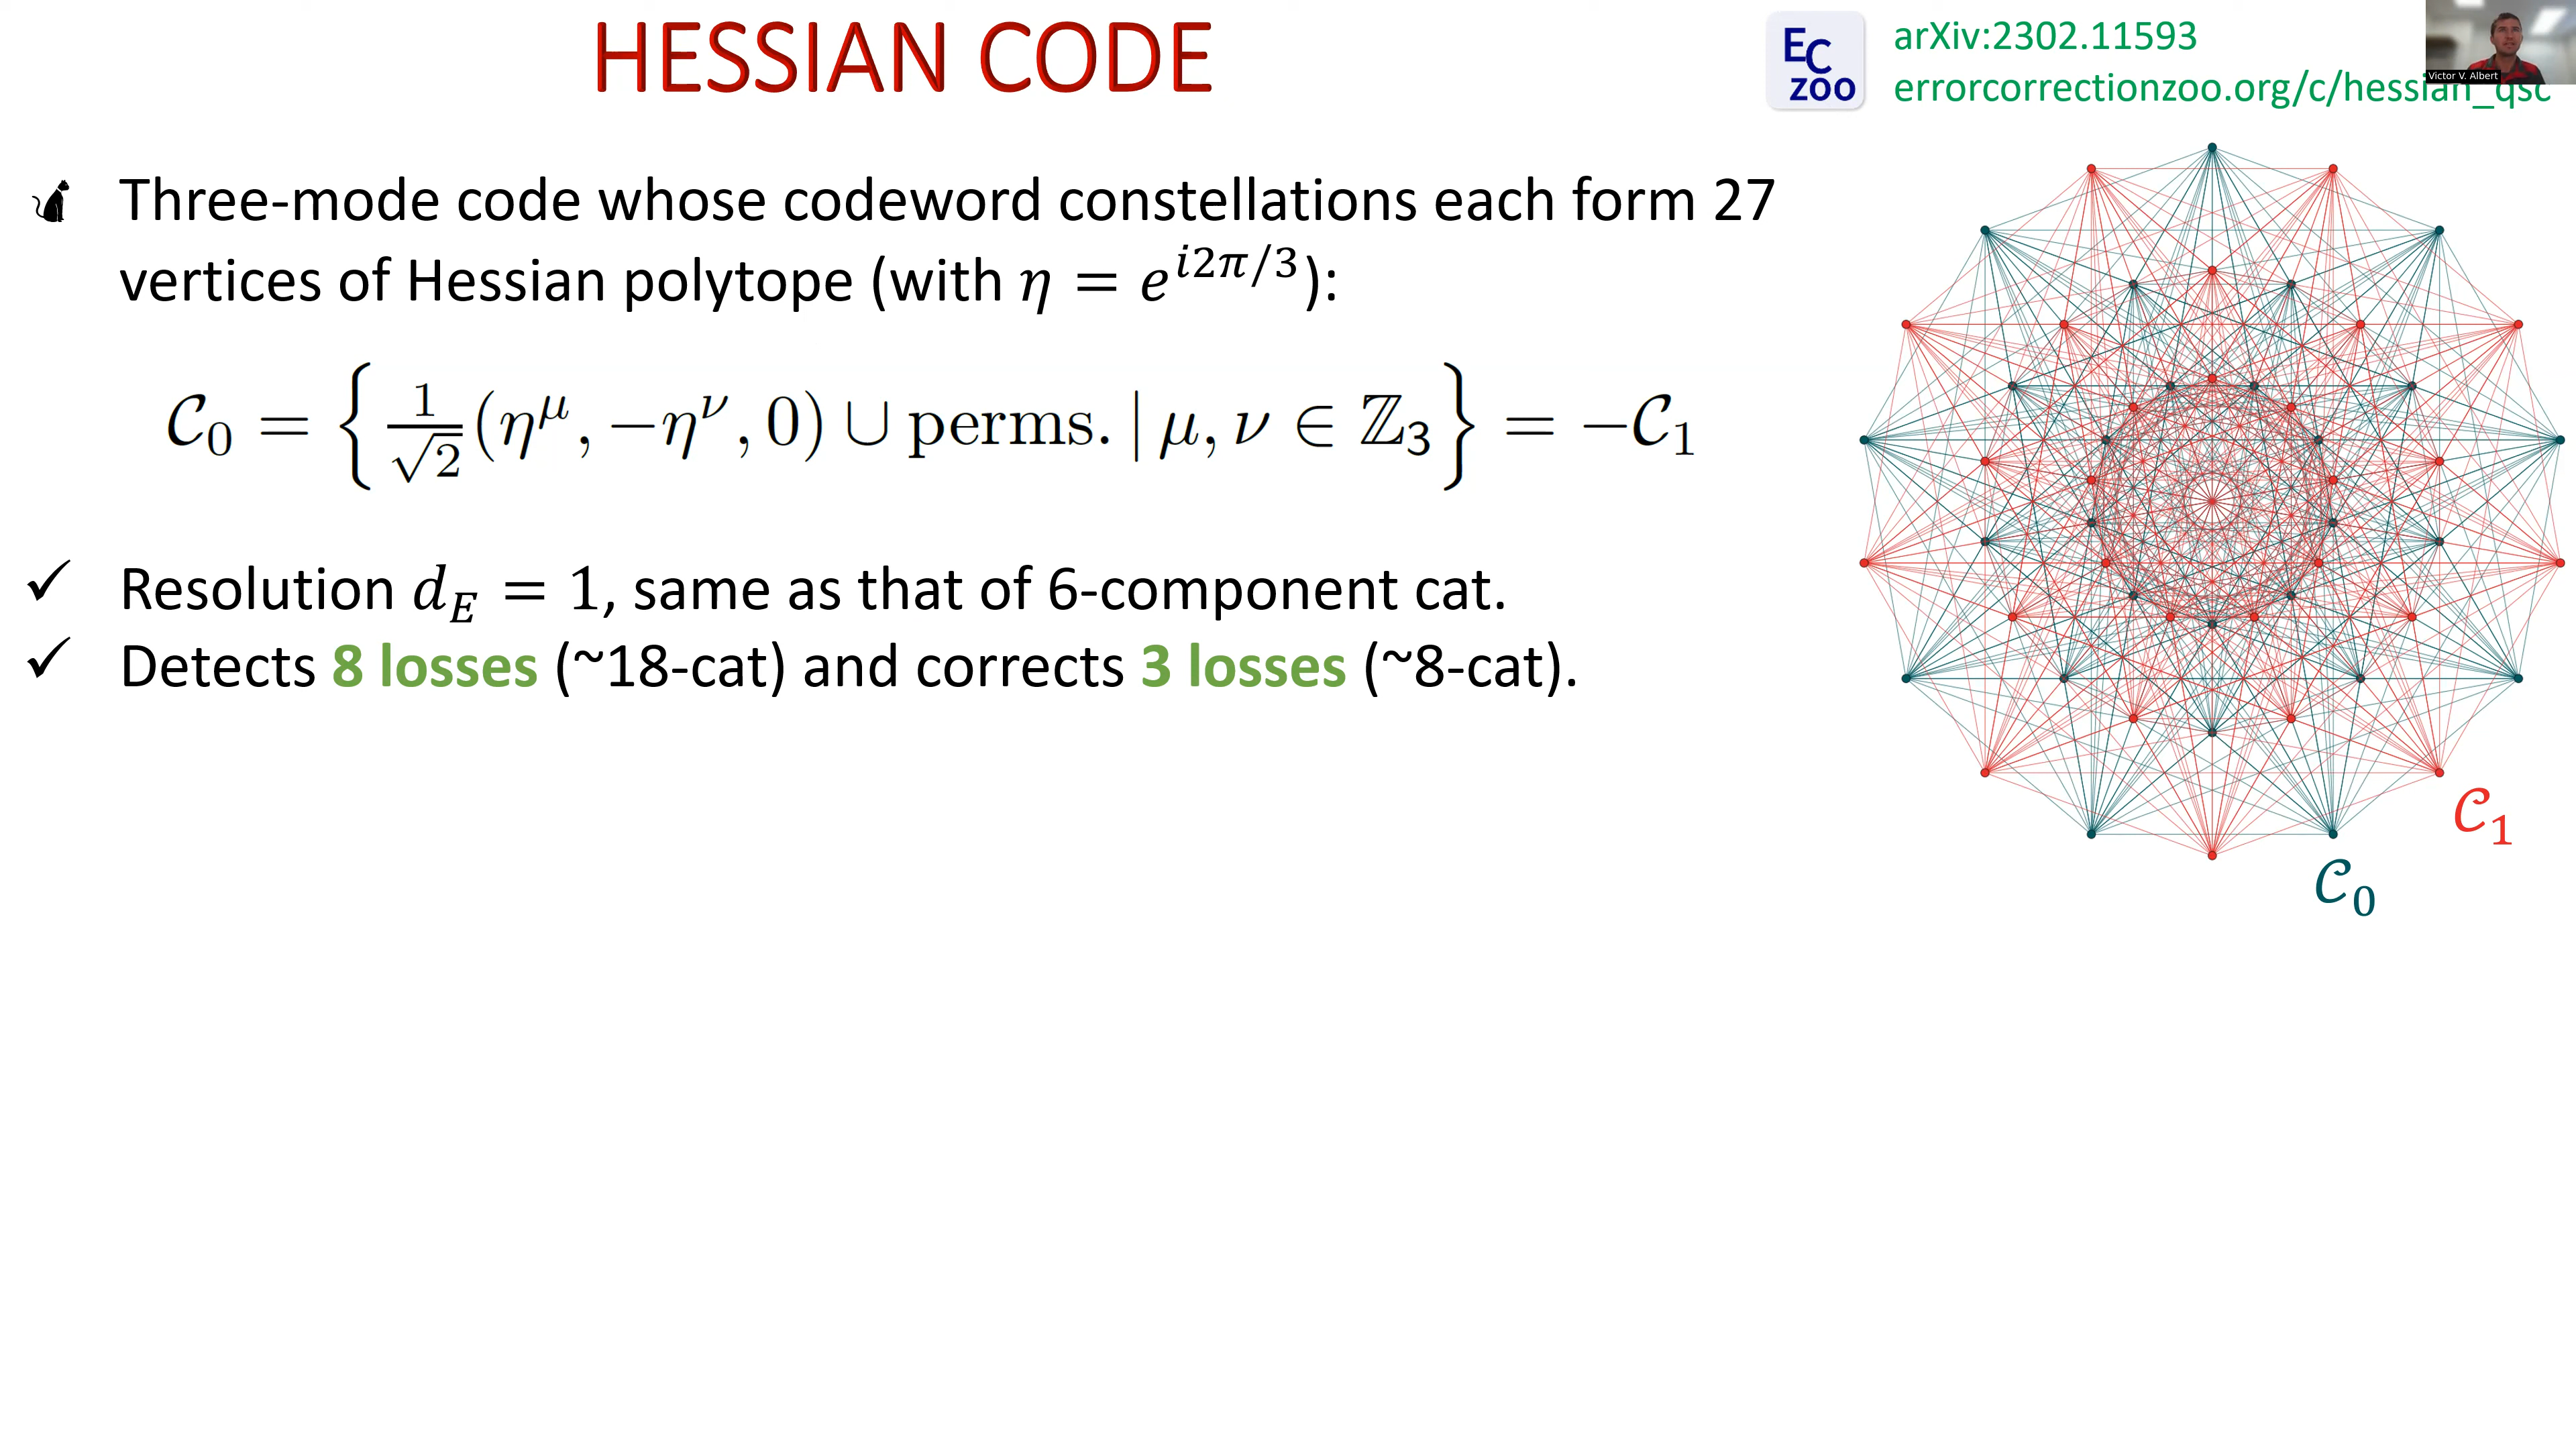 HESSIAN CODE
EC
ZOO
arXiv:2302.11593
errorcorrectionzoo.org/c/hessian_qsc
Victor V. Albert
Three-mode code whose codeword constellations each form 27
vertices of Hessian polytope (with 𝜂 = 𝑒^{𝑖2𝜋/3}):
𝒞₀ = { 1/√2 (η^μ, −η^ν, 0) ∪ perms. | μ, ν ∈ ℤ₃ } = −𝒞₁
✓ Resolution 𝑑_E = 1, same as that of 6-component cat.
✓ Detects 8 losses (~18-cat) and corrects 3 losses (~8-cat).
𝒞₁
𝒞₀